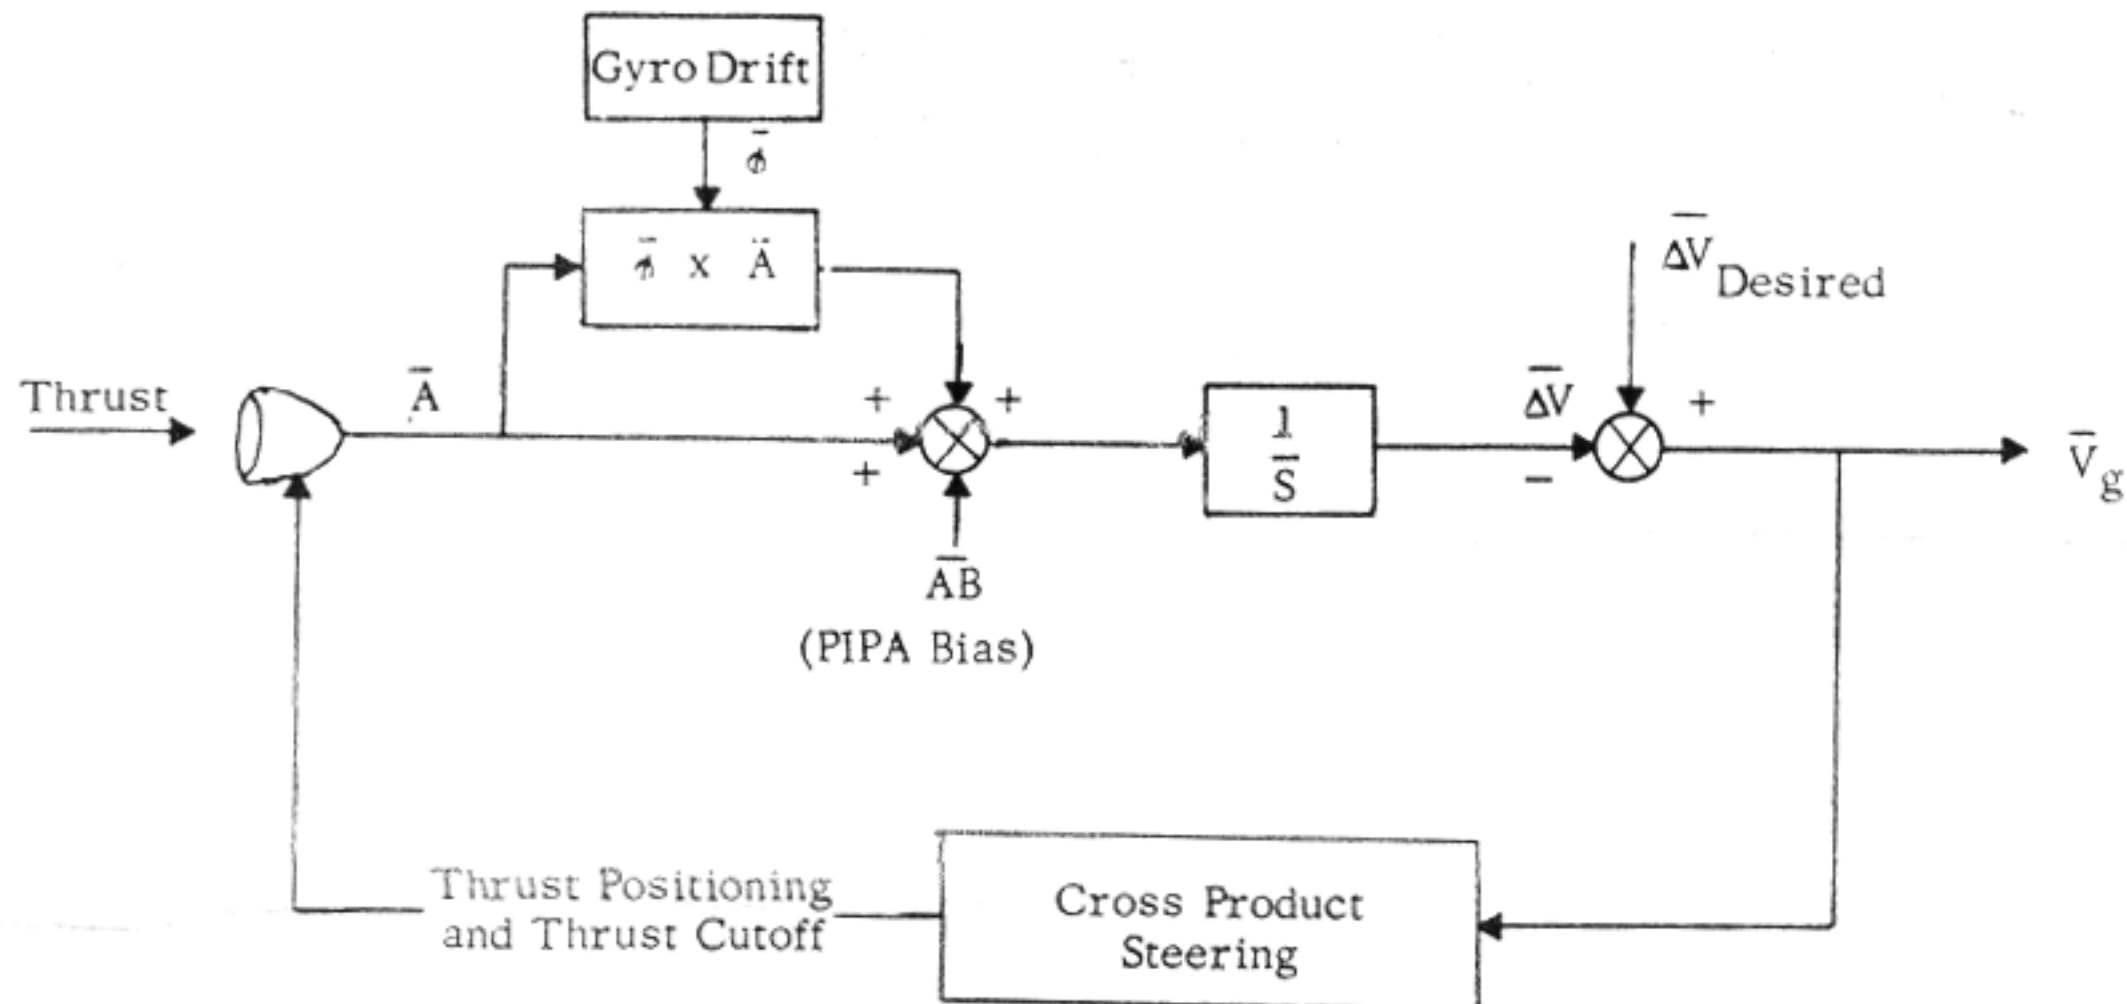 Gyro Drift
Φ̄
Φ̄ x Ā
ΔV̄ Desired
Thrust
Ā
+
+
+
1
S
ΔV̄
+
−
V̄g
AB̄
(PIPA Bias)
Thrust Positioning
and Thrust Cutoff
Cross Product
Steering